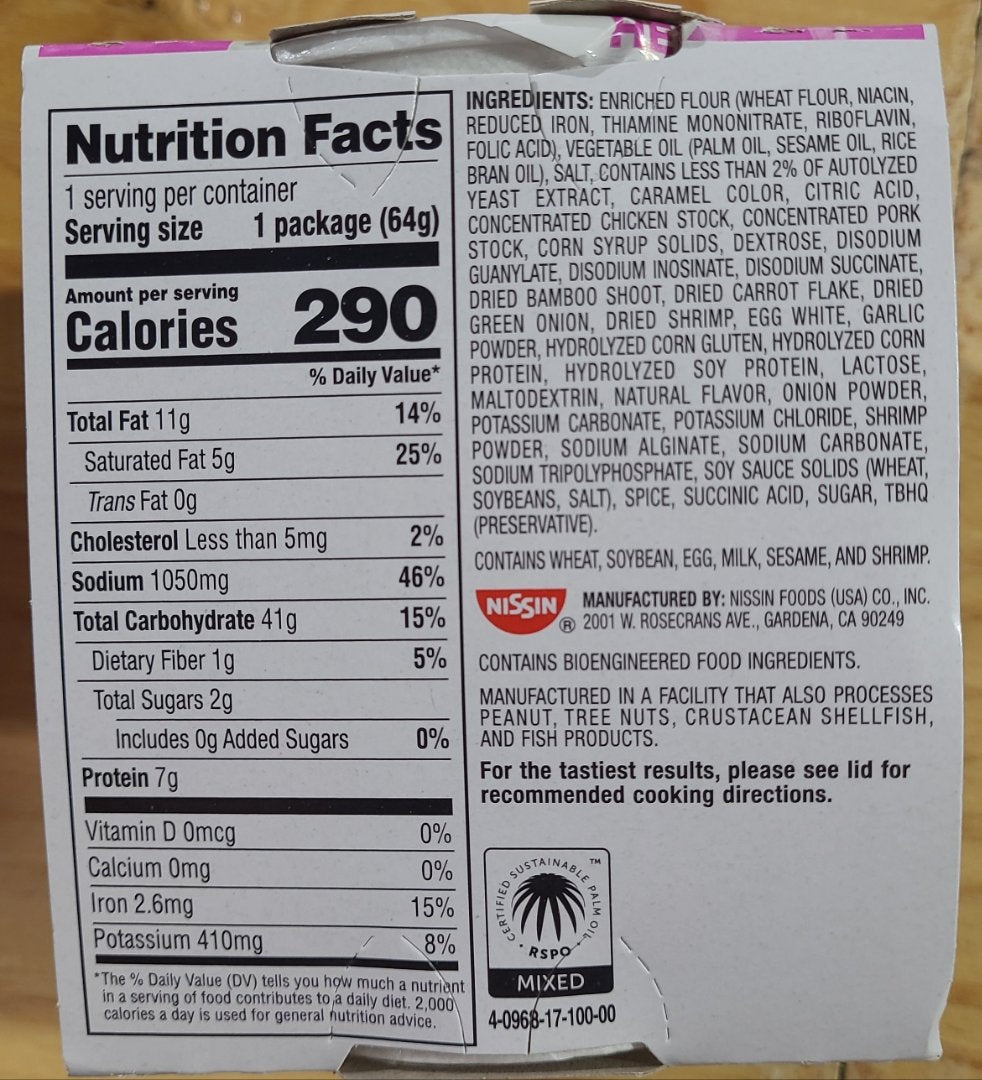 Nutrition Facts
1 serving per container
Serving size 1 package (64g)
Amount per serving
Calories 290
% Daily Value*
Total Fat 11g 14%
Saturated Fat 5g 25%
Trans Fat 0g
Cholesterol Less than 5mg 2%
Sodium 1050mg 46%
Total Carbohydrate 41g 15%
Dietary Fiber 1g 5%
Total Sugars 2g
Includes 0g Added Sugars 0%
Protein 7g
Vitamin D 0mcg 0%
Calcium 0mg 0%
Iron 2.6mg 15%
Potassium 410mg 8%
*The % Daily Value (DV) tells you how much a nutrient
in a serving of food contributes to a daily diet. 2,000
calories a day is used for general nutrition advice.
INGREDIENTS: ENRICHED FLOUR (WHEAT FLOUR, NIACIN,
REDUCED IRON, THIAMINE MONONITRATE, RIBOFLAVIN,
FOLIC ACID), VEGETABLE OIL (PALM OIL, SESAME OIL, RICE
BRAN OIL), SALT, CONTAINS LESS THAN 2% OF AUTOLYZED
YEAST EXTRACT, CARAMEL COLOR, CITRIC ACID,
CONCENTRATED CHICKEN STOCK, CONCENTRATED PORK
STOCK, CORN SYRUP SOLIDS, DEXTROSE, DISODIUM
GUANYLATE, DISODIUM INOSINATE, DISODIUM SUCCINATE,
DRIED BAMBOO SHOOT, DRIED CARROT FLAKE, DRIED
GREEN ONION, DRIED SHRIMP, EGG WHITE, GARLIC
POWDER, HYDROLYZED CORN GLUTEN, HYDROLYZED CORN
PROTEIN, HYDROLYZED SOY PROTEIN, LACTOSE,
MALTODEXTRIN, NATURAL FLAVOR, ONION POWDER,
POTASSIUM CARBONATE, POTASSIUM CHLORIDE, SHRIMP
POWDER, SODIUM ALGINATE, SODIUM CARBONATE,
SODIUM TRIPOLYPHOSPHATE, SOY SAUCE SOLIDS (WHEAT,
SOYBEANS, SALT), SPICE, SUCCINIC ACID, SUGAR, TBHQ
(PRESERVATIVE).
CONTAINS WHEAT, SOYBEAN, EGG, MILK, SESAME, AND SHRIMP.
NISSIN ®
MANUFACTURED BY: NISSIN FOODS (USA) CO., INC.
2001 W. ROSECRANS AVE., GARDENA, CA 90249
CONTAINS BIOENGINEERED FOOD INGREDIENTS.
MANUFACTURED IN A FACILITY THAT ALSO PROCESSES
PEANUT, TREE NUTS, CRUSTACEAN SHELLFISH,
AND FISH PRODUCTS.
For the tastiest results, please see lid for
recommended cooking directions.
CERTIFIED SUSTAINABLE PALM OIL ™
RSPO
MIXED
4-0968-17-100-00